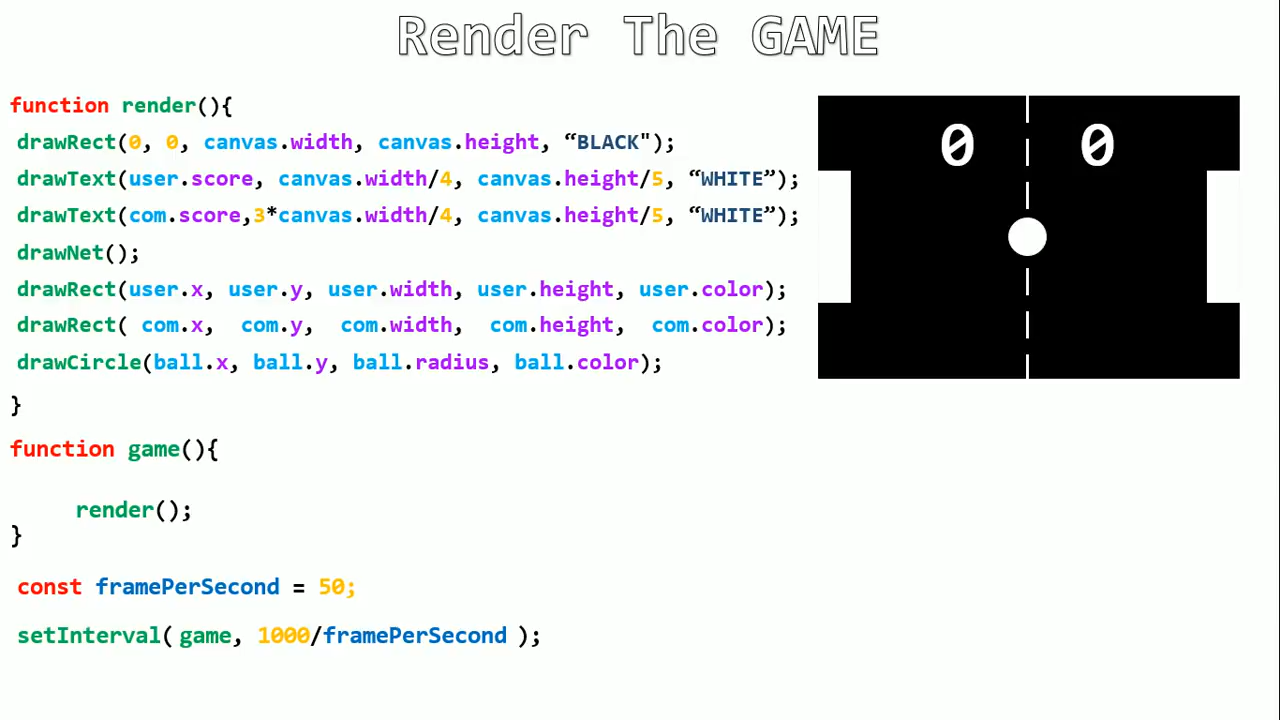 Render The GAME
function render(){
drawRect(0, 0, canvas.width, canvas.height, “BLACK");
drawText(user.score, canvas.width/4, canvas.height/5, “WHITE”);
drawText(com.score,3*canvas.width/4, canvas.height/5, “WHITE”);
drawNet();
drawRect(user.x, user.y, user.width, user.height, user.color);
drawRect( com.x, com.y, com.width, com.height, com.color);
drawCircle(ball.x, ball.y, ball.radius, ball.color);
}
function game(){
render();
}
const framePerSecond = 50;
setInterval( game, 1000/framePerSecond );
0 0